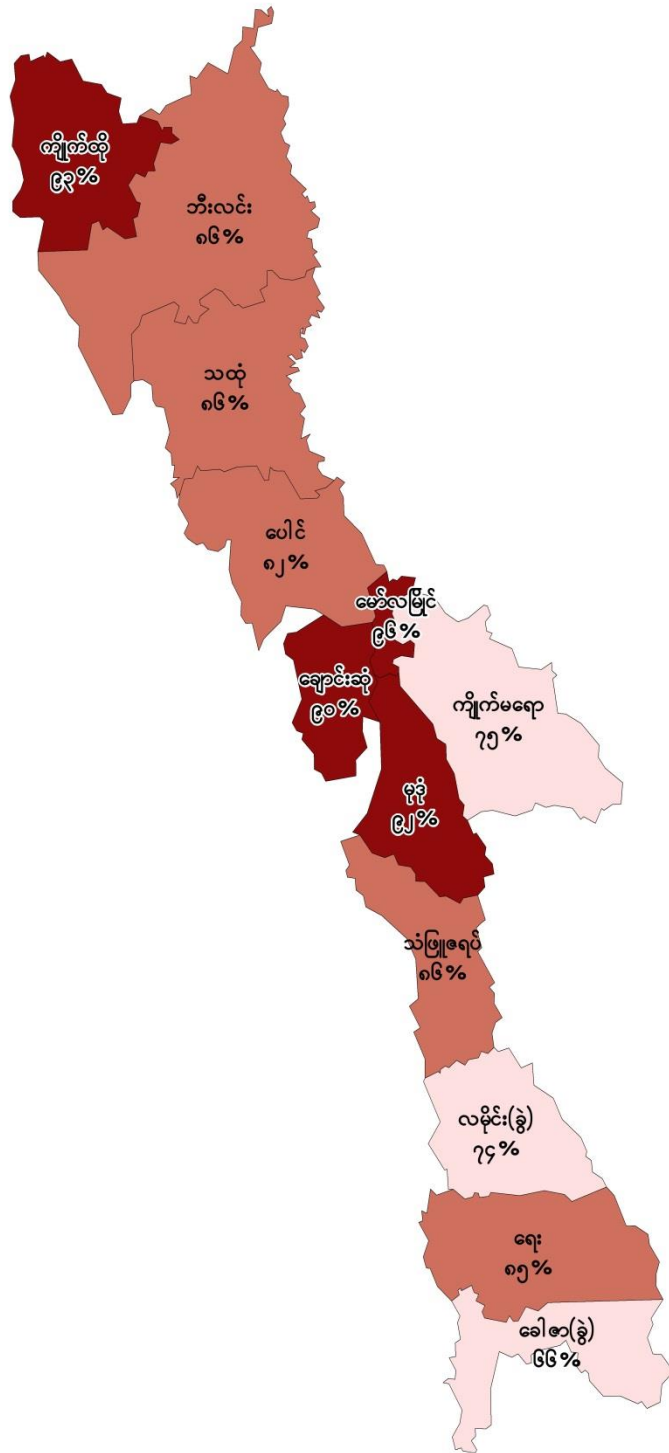 ကျိုက်ထို
၉၃%
ဘီးလင်း
၈၆%
သထုံ
၈၆%
ပေါင်
၈၂%
မော်လမြိုင်
၉၆%
ချောင်းဆုံ
၉၀%
ကျိုက်မရော
၇၅%
မုဒုံ
၉၂%
သံဖြူဇရပ်
၈၆%
လမိုင်း(ခွဲ)
၇၄%
ရေး
၈၅%
ခေါဇာ(ခွဲ)
၆၆%